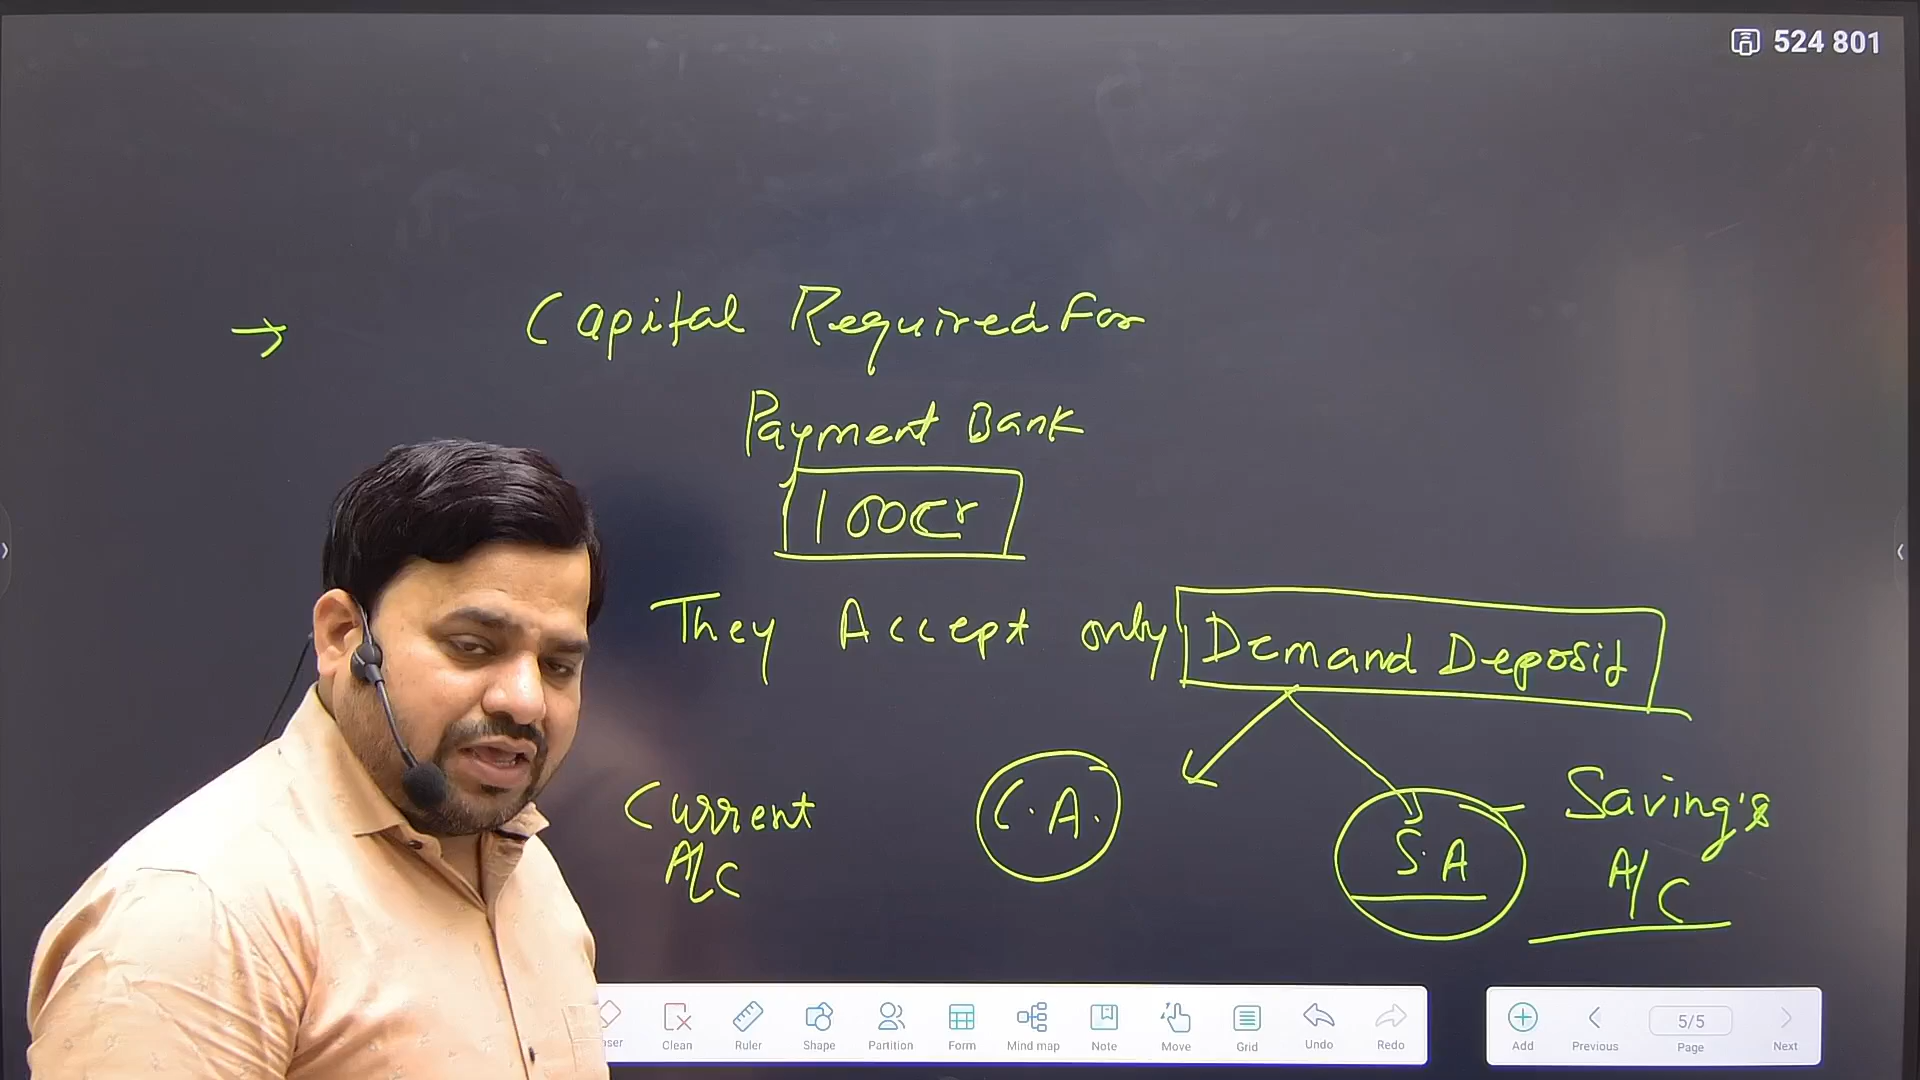 524 801
→ Capital Required For
Payment Bank
100Cr
They Accept only Demand Deposit
Current A/C
C.A.
S.A
Saving's A/C
aser
Clean
Ruler
Shape
Partition
Form
Mind map
Note
Move
Grid
Undo
Redo
Add
Previous
5/5
Page
Next